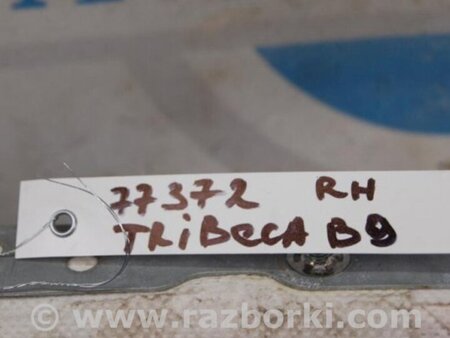 77372 RH
TRiBECA B9
www.razborki.com